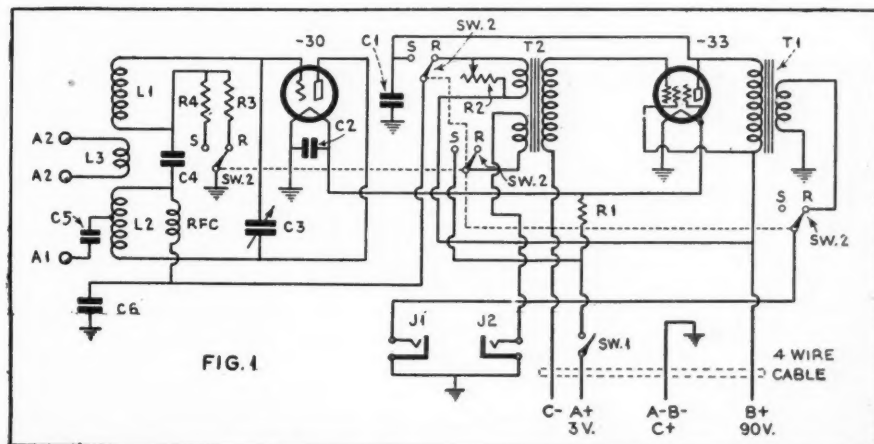 -30
C1
S
R
SW.2
T2
-33
T1
L1
R4
R3
R2
A2
L3
S
R
C2
S
R
A2
C4
SW.2
SW.2
S
R
C5
L2
RFC
C3
R1
SW.2
A1
C6
J1
J2
SW.1
FIG.1
4 WIRE
CABLE
C-
A+
A-B-
B+
3V.
C+
90V.